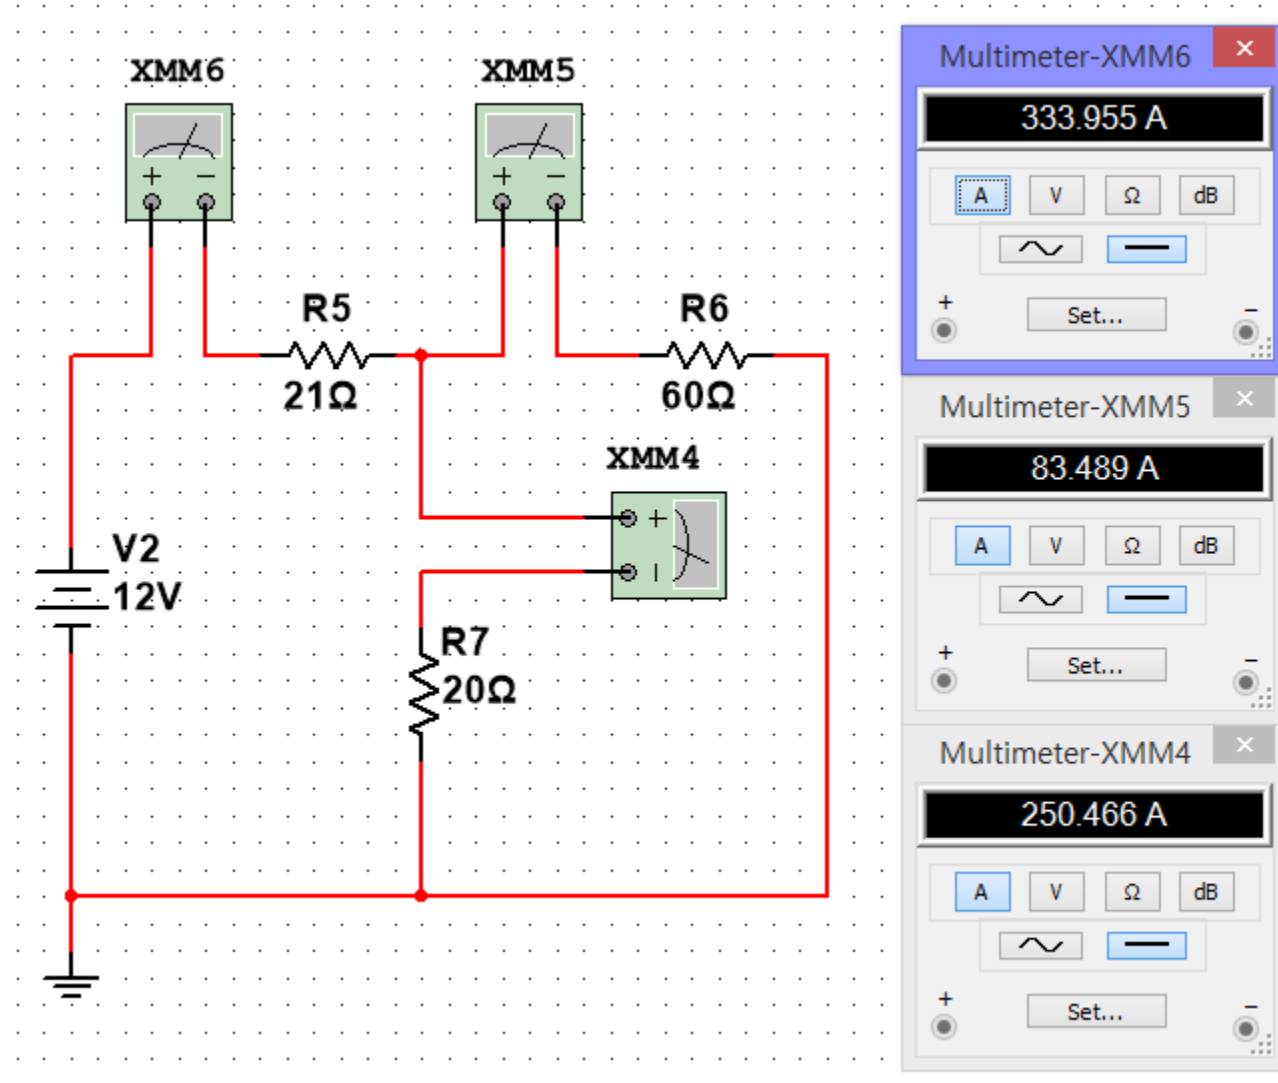 XMM6
XMM5
+ −
+ −
R5
21Ω
R6
60Ω
XMM4
+
−
V2
12V
R7
20Ω
Multimeter-XMM6
333.955 A
A V Ω dB
+ −
Set...
Multimeter-XMM5
83.489 A
A V Ω dB
+ −
Set...
Multimeter-XMM4
250.466 A
A V Ω dB
+ −
Set...